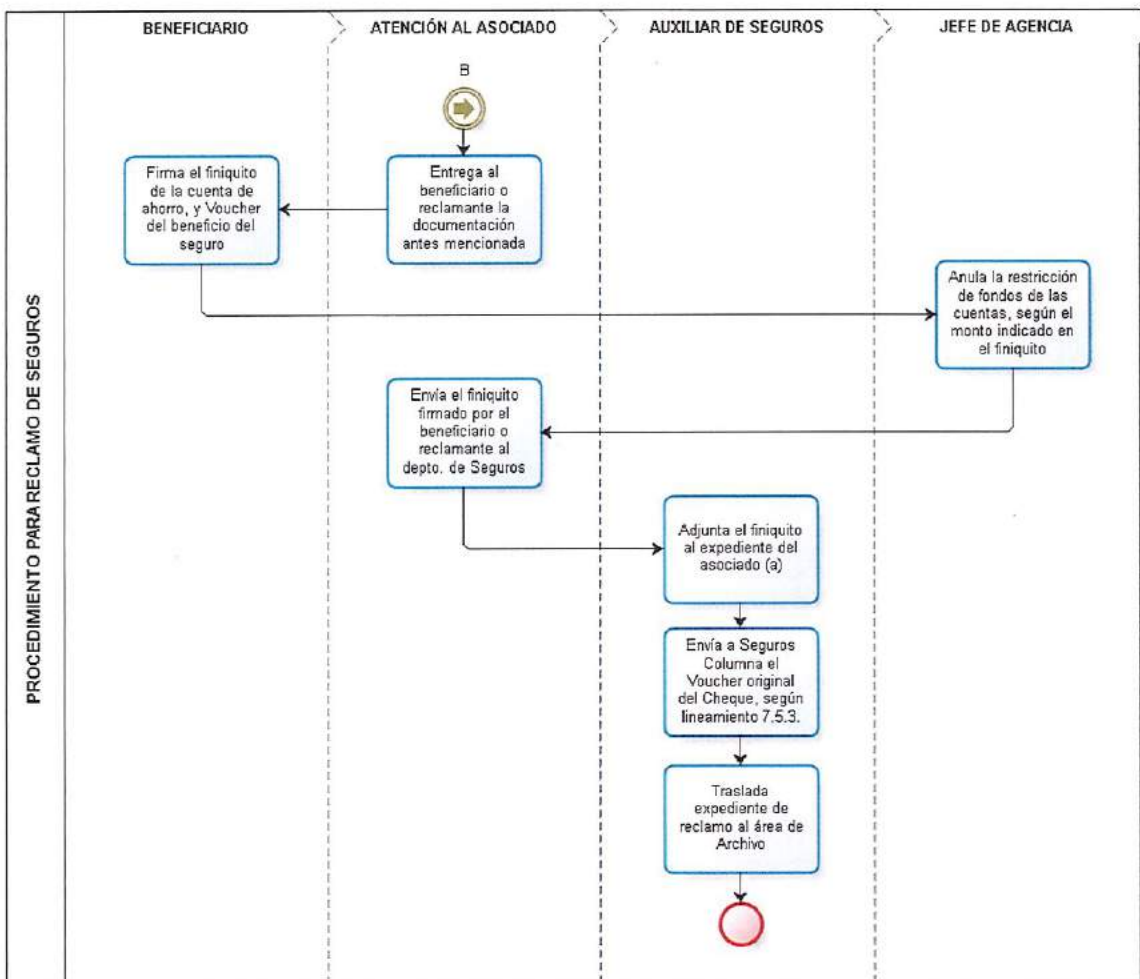 BENEFICIARIO
ATENCIÓN AL ASOCIADO
AUXILIAR DE SEGUROS
JEFE DE AGENCIA
PROCEDIMIENTO PARA RECLAMO DE SEGUROS
B
Entrega al
beneficiario o
reclamante la
documentación
antes mencionada
Firma el finiquito
de la cuenta de
ahorro, y Voucher
del beneficio del
seguro
Anula la restricción
de fondos de las
cuentas, según el
monto indicado en
el finiquito
Envía el finiquito
firmado por el
beneficiario o
reclamante al
depto. de Seguros
Adjunta el finiquito
al expediente del
asociado (a)
Envía a Seguros
Columna el
Voucher original
del Cheque, según
lineamiento 7.5.3.
Traslada
expediente de
reclamo al área de
Archivo